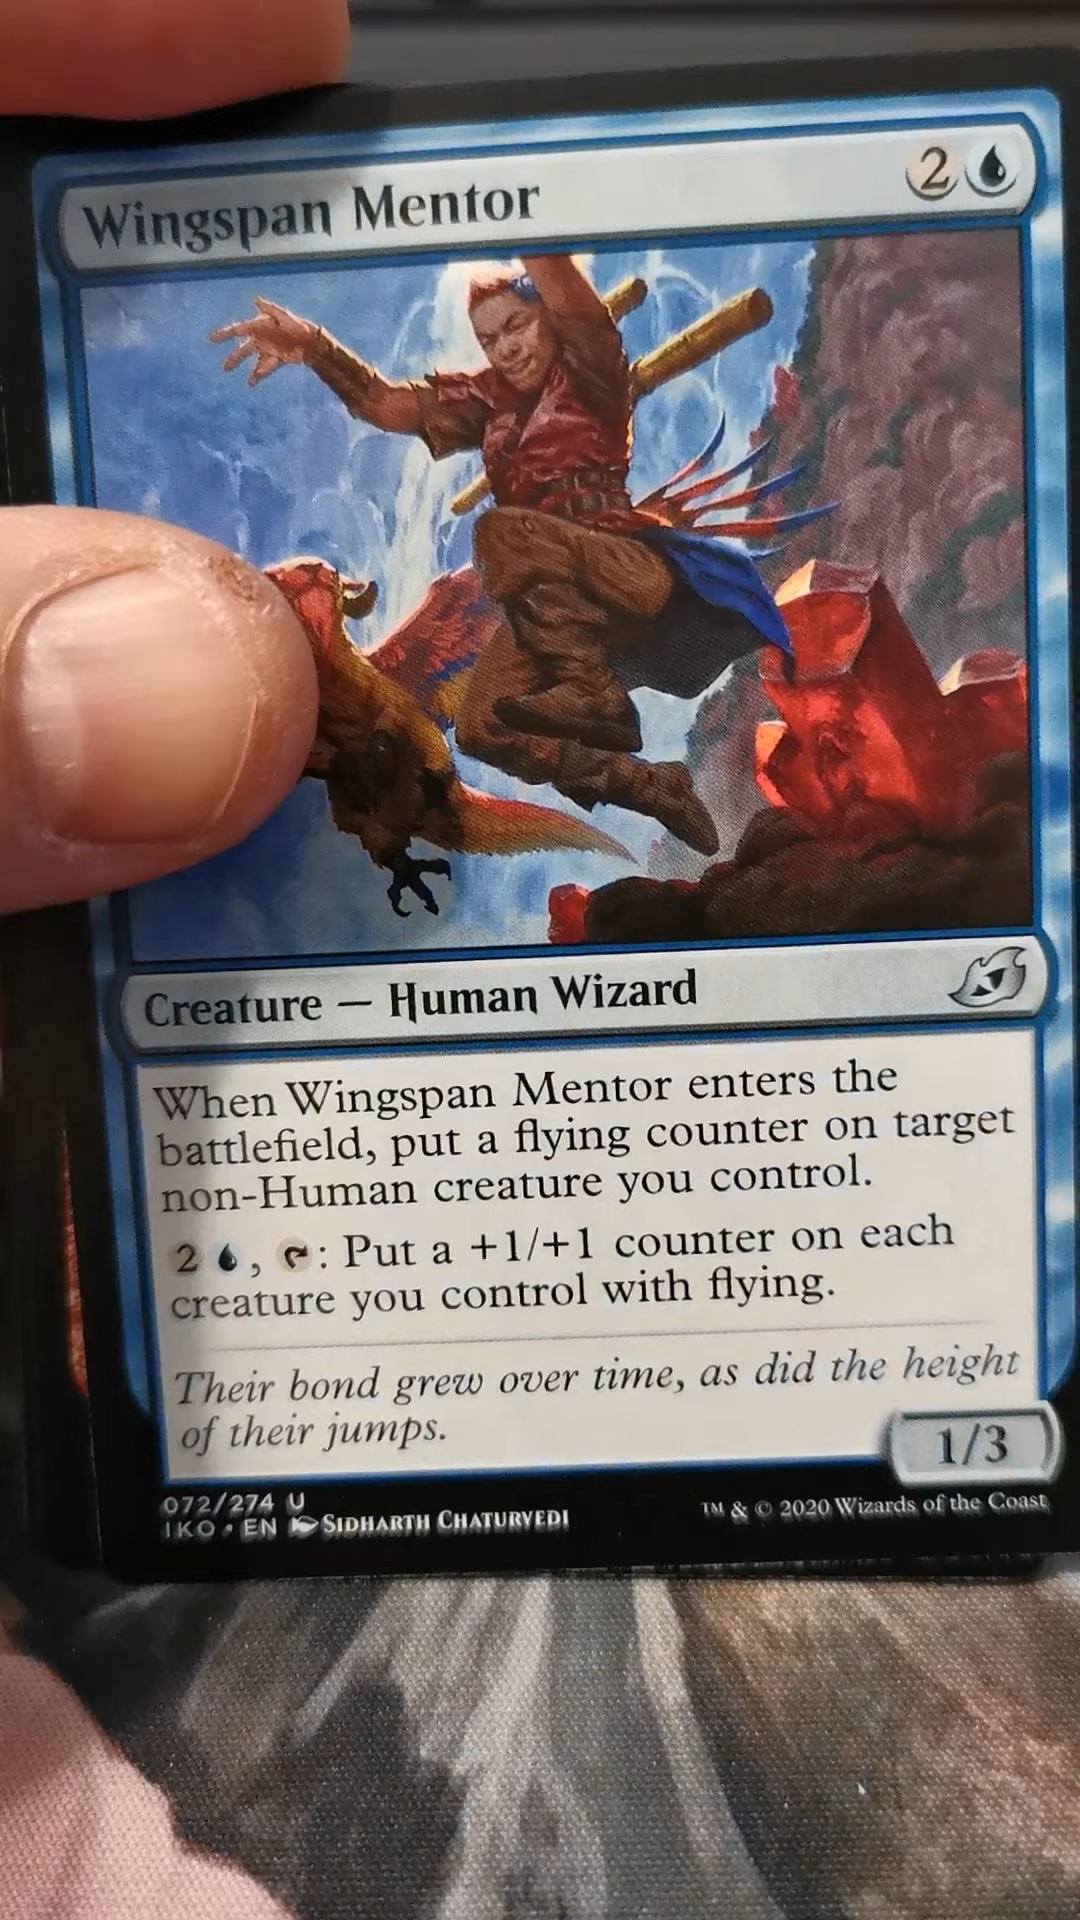 Wingspan Mentor 2
Creature — Human Wizard
When Wingspan Mentor enters the
battlefield, put a flying counter on target
non-Human creature you control.
2 , : Put a +1/+1 counter on each
creature you control with flying.
Their bond grew over time, as did the height
of their jumps.
1/3
072/274 U
IKO • EN SIDHARTH CHATURVEDI
™ & © 2020 Wizards of the Coast